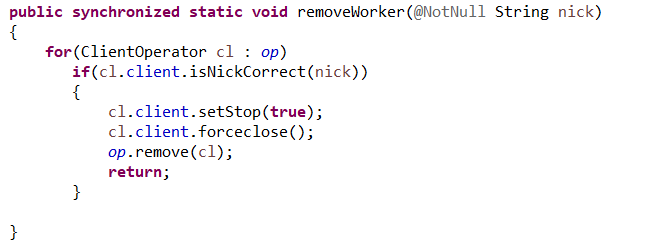 public synchronized static void removeWorker(@NotNull String nick)
{
    for(ClientOperator cl : op)
       if(cl.client.isNickCorrect(nick))
       {
           cl.client.setStop(true);
           cl.client.forceclose();
           op.remove(cl);
           return;
       }
}